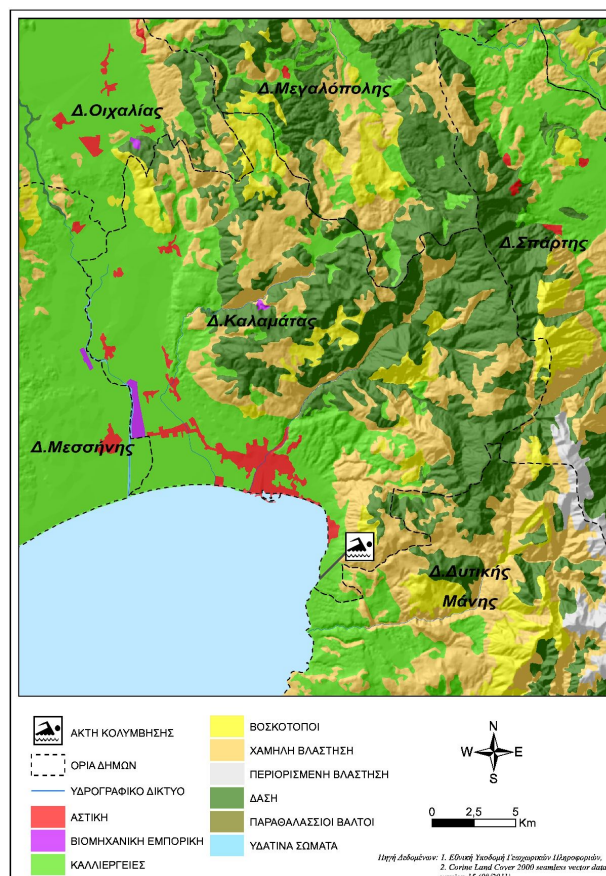 Δ.Μεγαλόπολης
Δ.Οιχαλίας
Δ.Σπάρτης
Δ.Καλαμάτας
Δ.Μεσσήνης
Δ.Δυτικής
Μάνης
ΑΚΤΗ ΚΟΛΥΜΒΗΣΗΣ
ΟΡΙΑ ΔΗΜΩΝ
ΥΔΡΟΓΡΑΦΙΚΟ ΔΙΚΤΥΟ
ΑΣΤΙΚΗ
ΒΙΟΜΗΧΑΝΙΚΗ ΕΜΠΟΡΙΚΗ
ΚΑΛΛΙΕΡΓΕΙΕΣ
ΒΟΣΚΟΤΟΠΟΙ
ΧΑΜΗΛΗ ΒΛΑΣΤΗΣΗ
ΠΕΡΙΟΡΙΣΜΕΝΗ ΒΛΑΣΤΗΣΗ
ΔΑΣΗ
ΠΑΡΑΘΑΛΑΣΣΙΟΙ ΒΑΛΤΟΙ
ΥΔΑΤΙΝΑ ΣΩΜΑΤΑ
N
W E
S
0 2,5 5
Km
Πηγή Δεδομένων: 1. Εθνική Υποδομή Γεωχωρικών Πληροφοριών,
2. Corine Land Cover 2000 seamless vector data